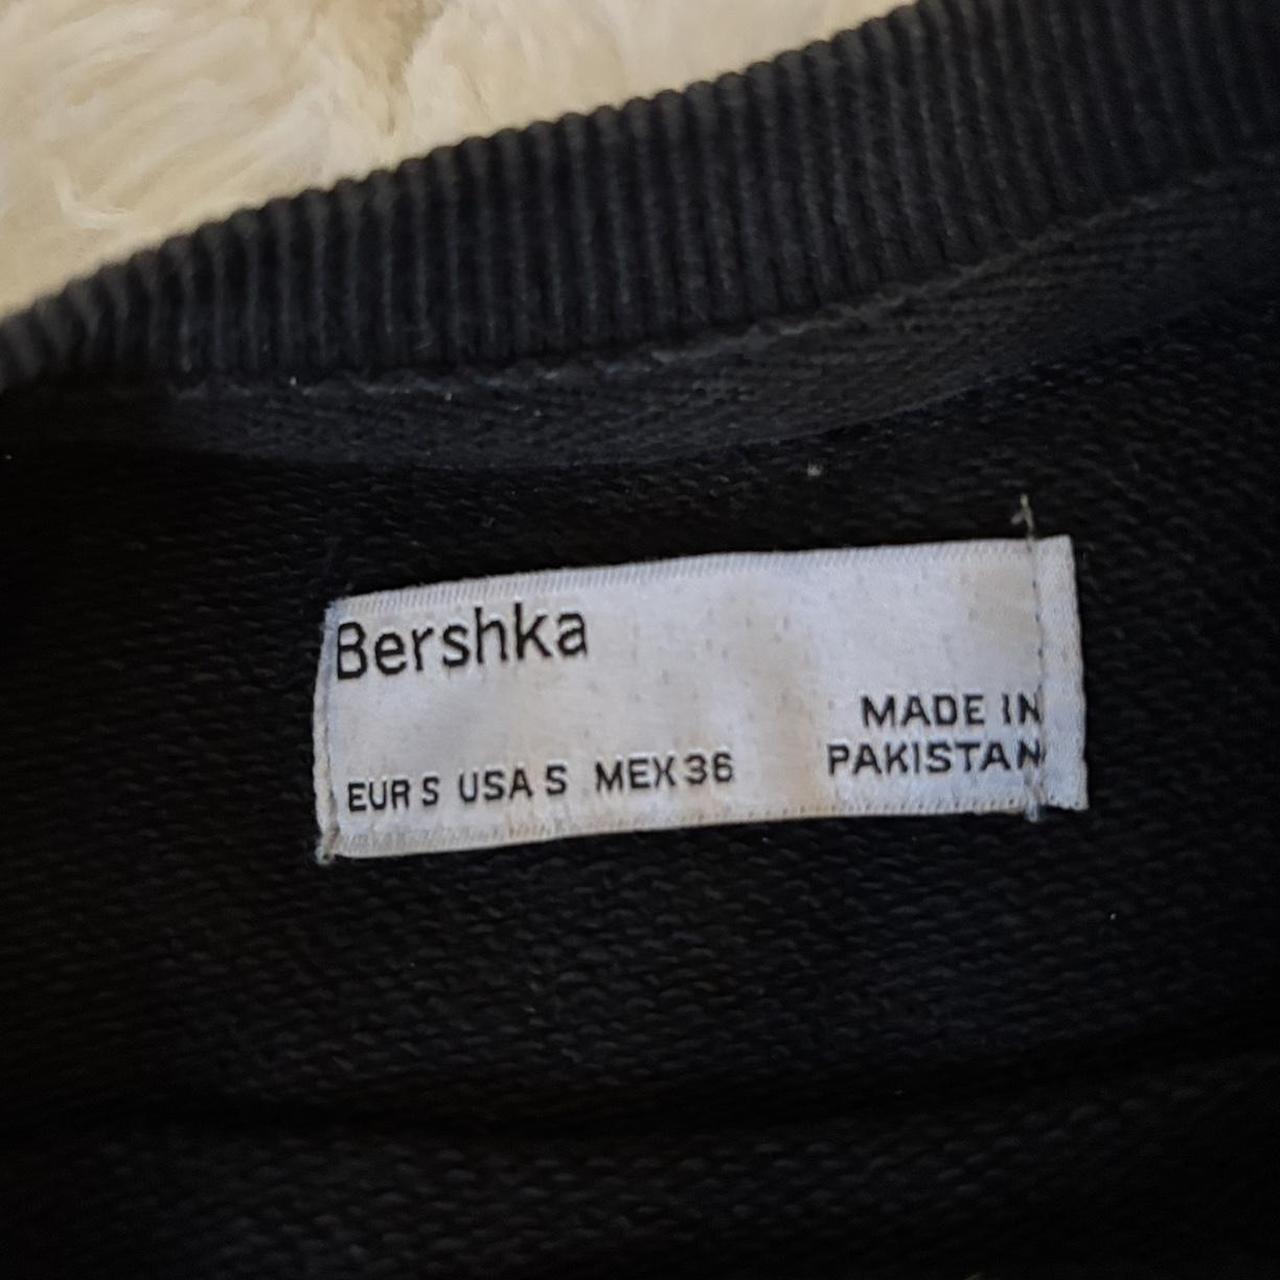 Bershka
MADE IN
PAKISTAN
EUR S USA S MEX 36